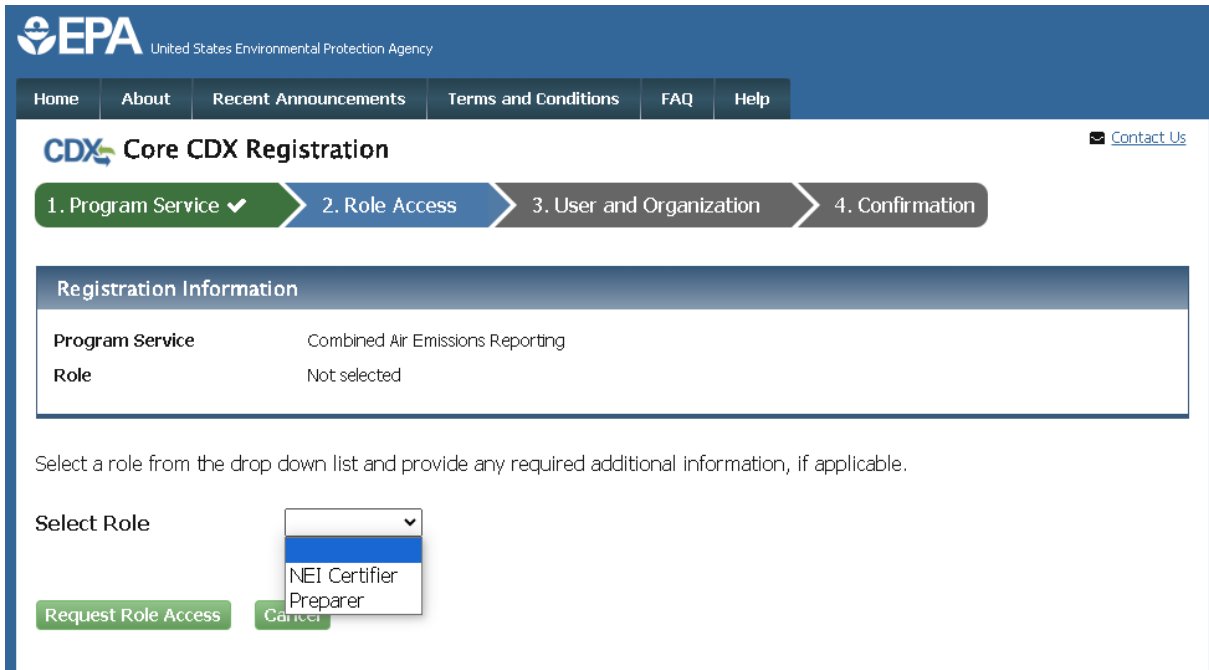 EPA United States Environmental Protection Agency
Home About Recent Announcements Terms and Conditions FAQ Help
Contact Us
CDX Core CDX Registration
1. Program Service 2. Role Access 3. User and Organization 4. Confirmation
Registration Information
Program Service Combined Air Emissions Reporting
Role Not selected
Select a role from the drop down list and provide any required additional information, if applicable.
Select Role
NEI Certifier
Preparer
Request Role Access Cancel